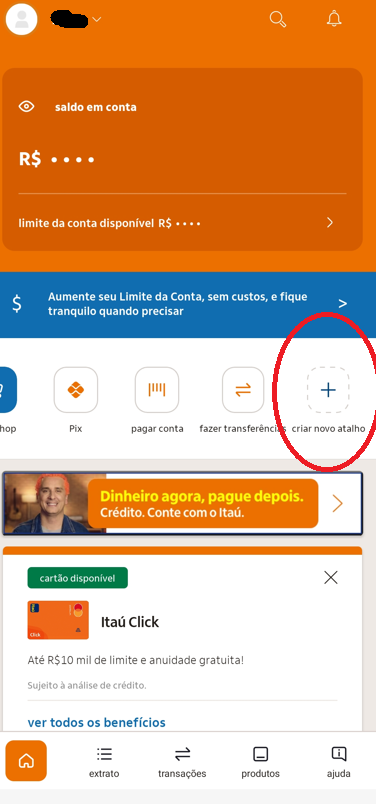 saldo em conta
R$ ••••
limite da conta disponível R$ ••••
Aumente seu Limite da Conta, sem custos, e fique
tranquilo quando precisar
hop
Pix
pagar conta
fazer transferências
criar novo atalho
Dinheiro agora, pague depois.
Crédito. Conte com o Itaú.
cartão disponível
Click
Itaú Click
Até R$10 mil de limite e anuidade gratuita!
Sujeito à análise de crédito.
ver todos os benefícios
extrato
transações
produtos
ajuda